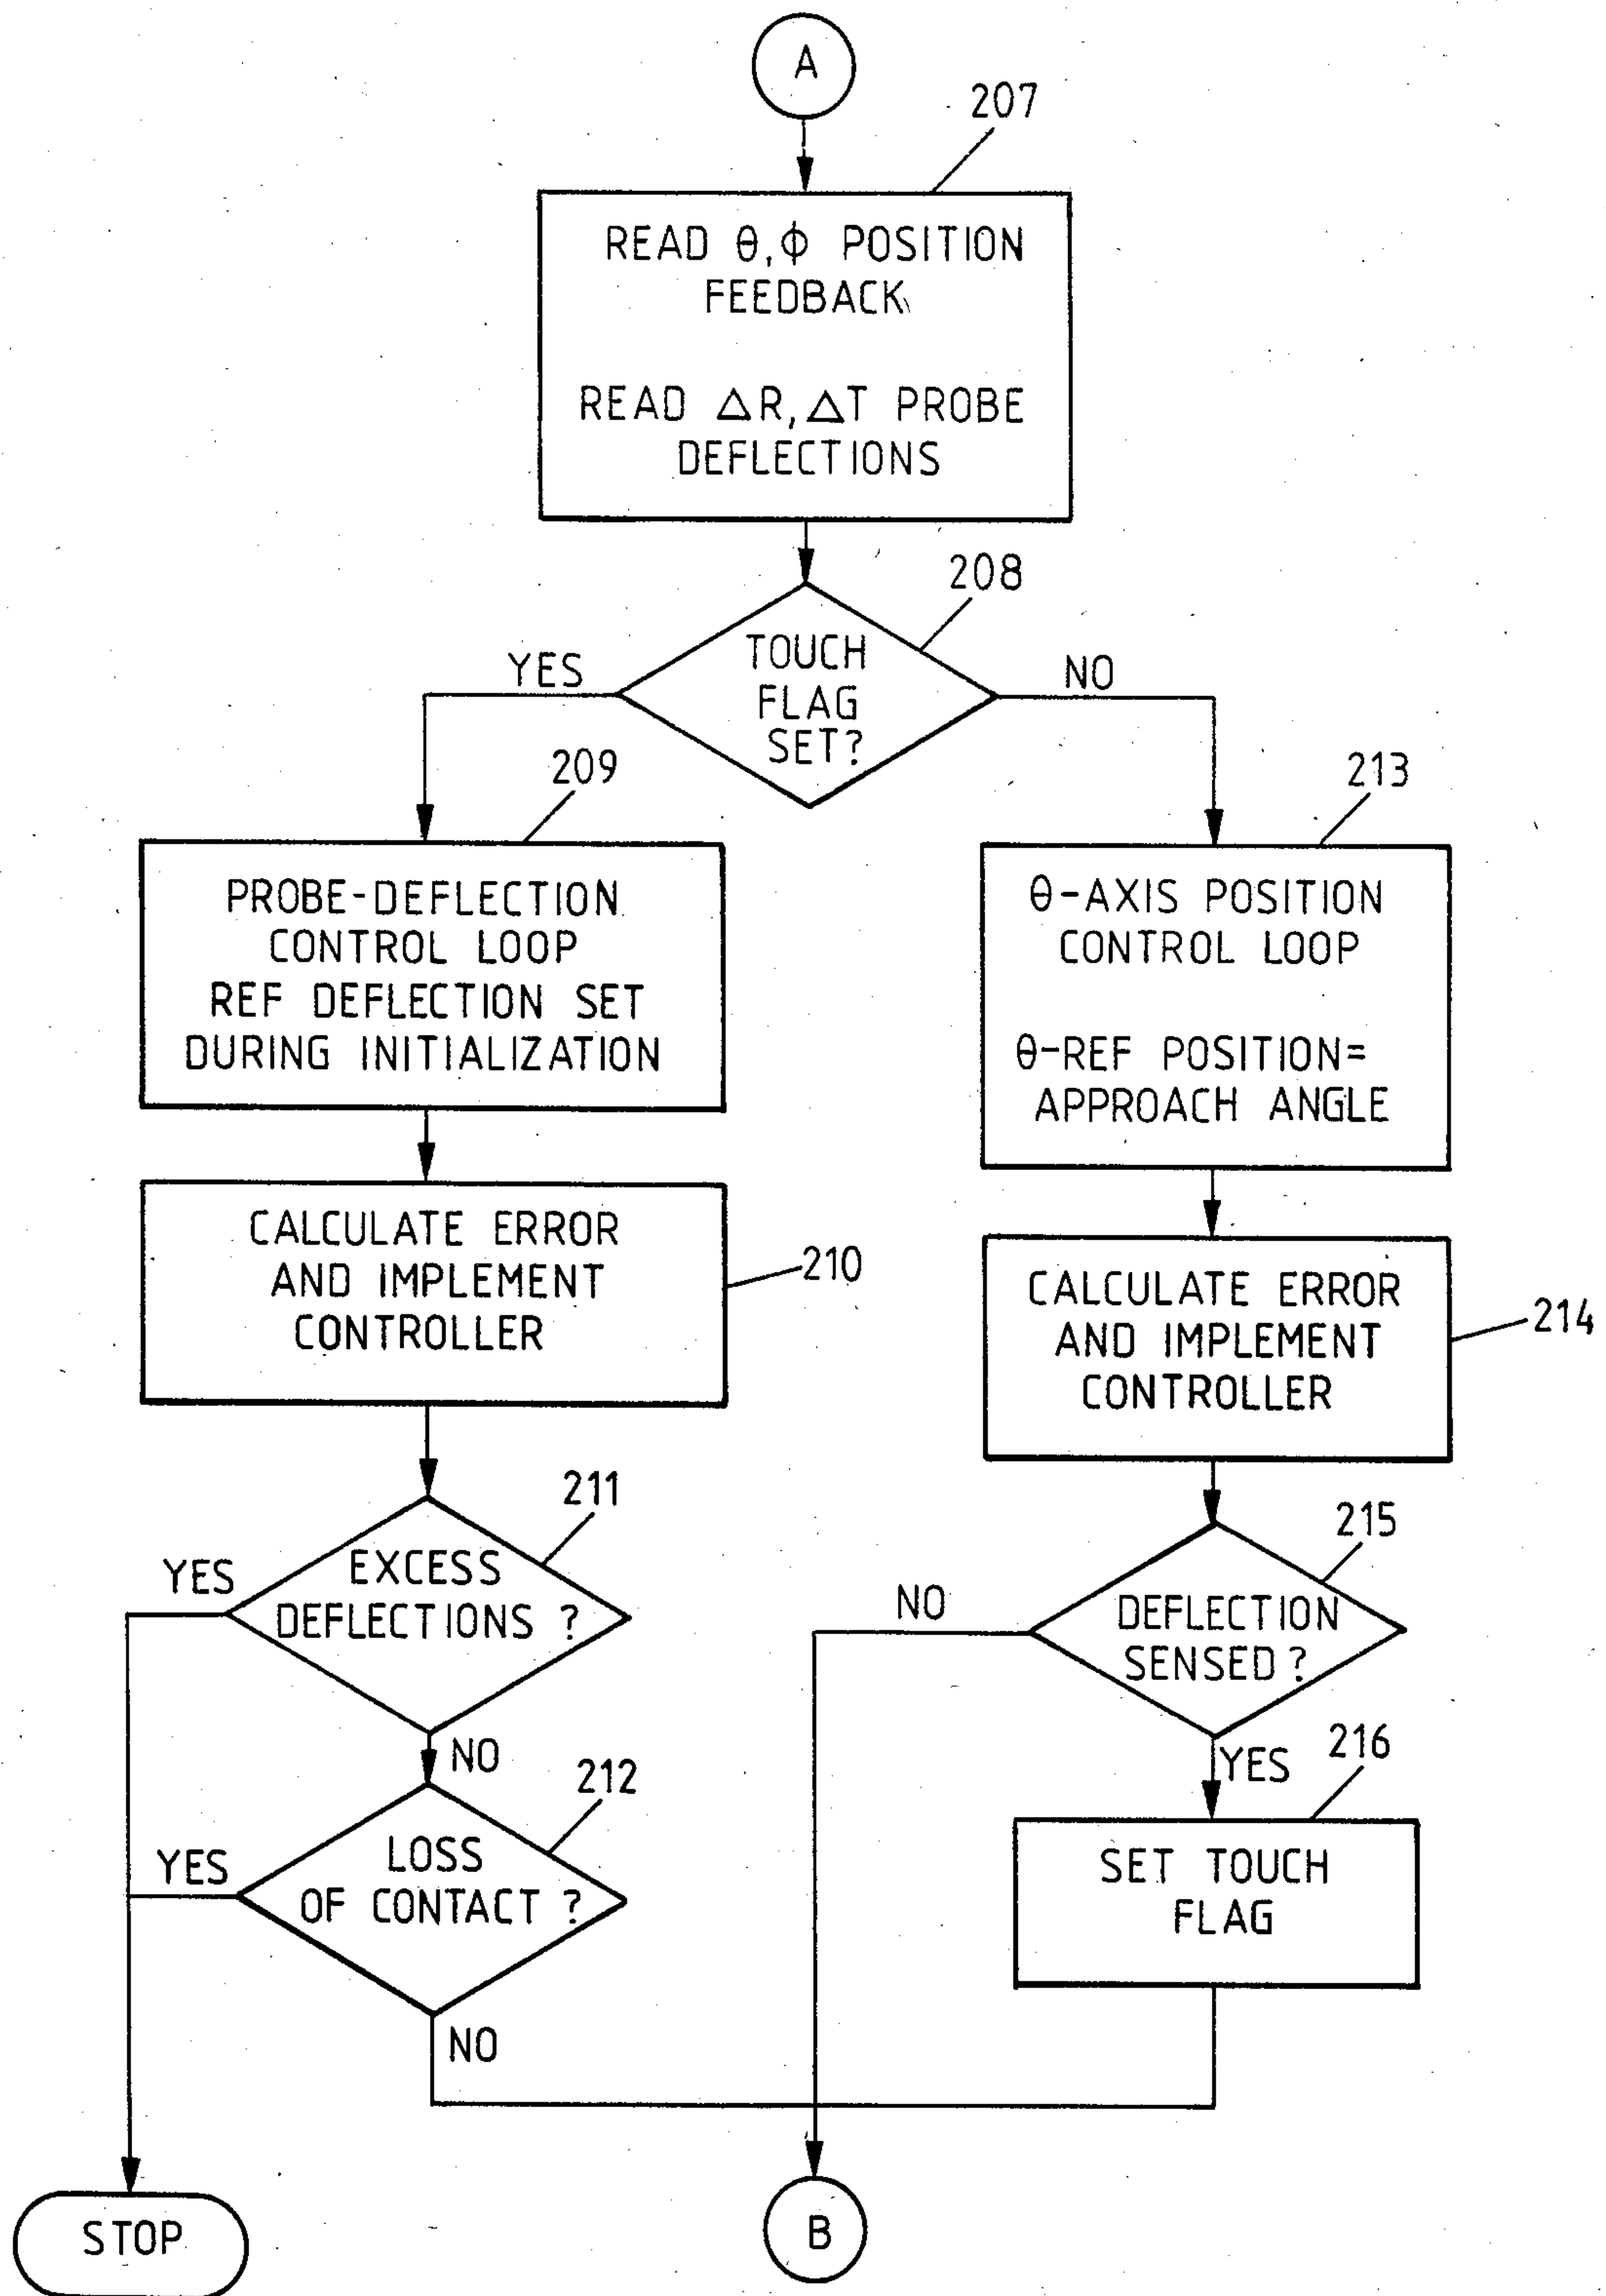 A
207
READ θ,ϕ POSITION
FEEDBACK
READ ΔR, ΔT PROBE
DEFLECTIONS
208
TOUCH
FLAG
SET?
YES
NO
209
PROBE-DEFLECTION
CONTROL LOOP
REF DEFLECTION SET
DURING INITIALIZATION
213
θ-AXIS POSITION
CONTROL LOOP
θ-REF POSITION=
APPROACH ANGLE
CALCULATE ERROR
AND IMPLEMENT
CONTROLLER
210
CALCULATE ERROR
AND IMPLEMENT
CONTROLLER
214
211
EXCESS
DEFLECTIONS ?
YES
NO
215
DEFLECTION
SENSED ?
NO
YES
212
LOSS
OF CONTACT ?
YES
NO
216
SET TOUCH
FLAG
STOP
B